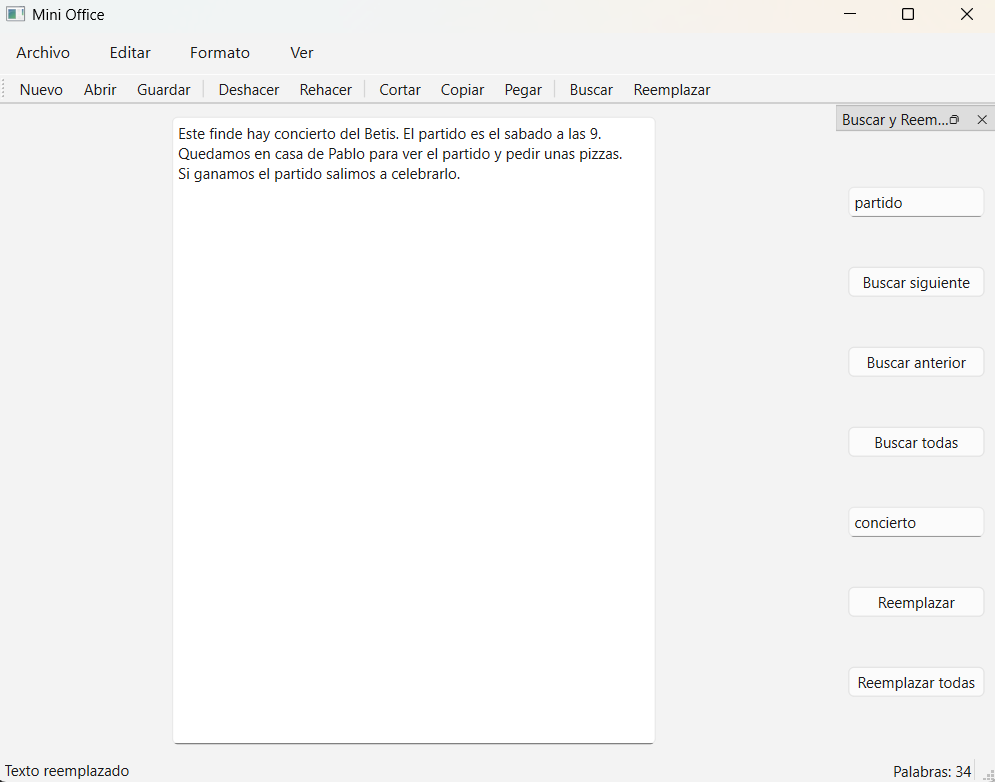 Mini Office
Archivo Editar Formato Ver
Nuevo Abrir Guardar Deshacer Rehacer Cortar Copiar Pegar Buscar Reemplazar
Este finde hay concierto del Betis. El partido es el sabado a las 9.
Quedamos en casa de Pablo para ver el partido y pedir unas pizzas.
Si ganamos el partido salimos a celebrarlo.
Buscar y Reem...
partido
Buscar siguiente
Buscar anterior
Buscar todas
concierto
Reemplazar
Reemplazar todas
Texto reemplazado
Palabras: 34